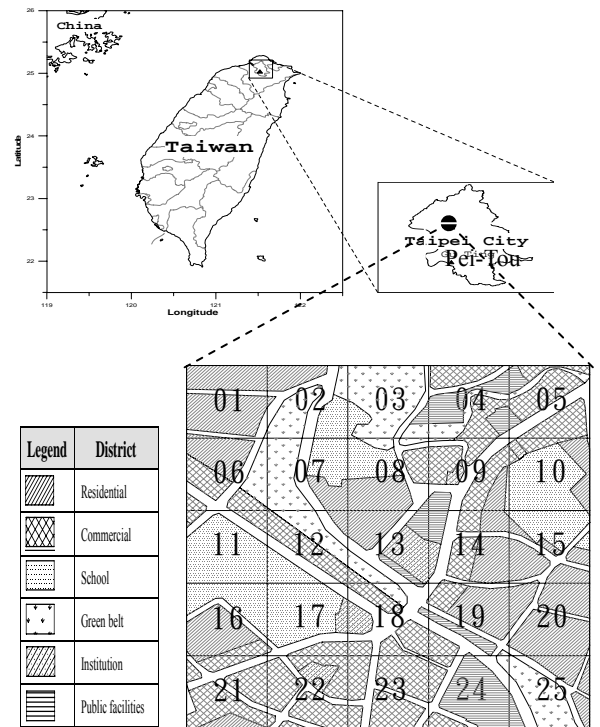 26
China
25
24
Taiwan
Latitude
23
22
119 120 121 122
Longitude
Taipei City
Pei-Tou
01 02 03 04 05
06 07 08 09 10
11 12 13 14 15
16 17 18 19 20
21 22 23 24 25
Legend District
Residential
Commercial
School
Green belt
Institution
Public facilities